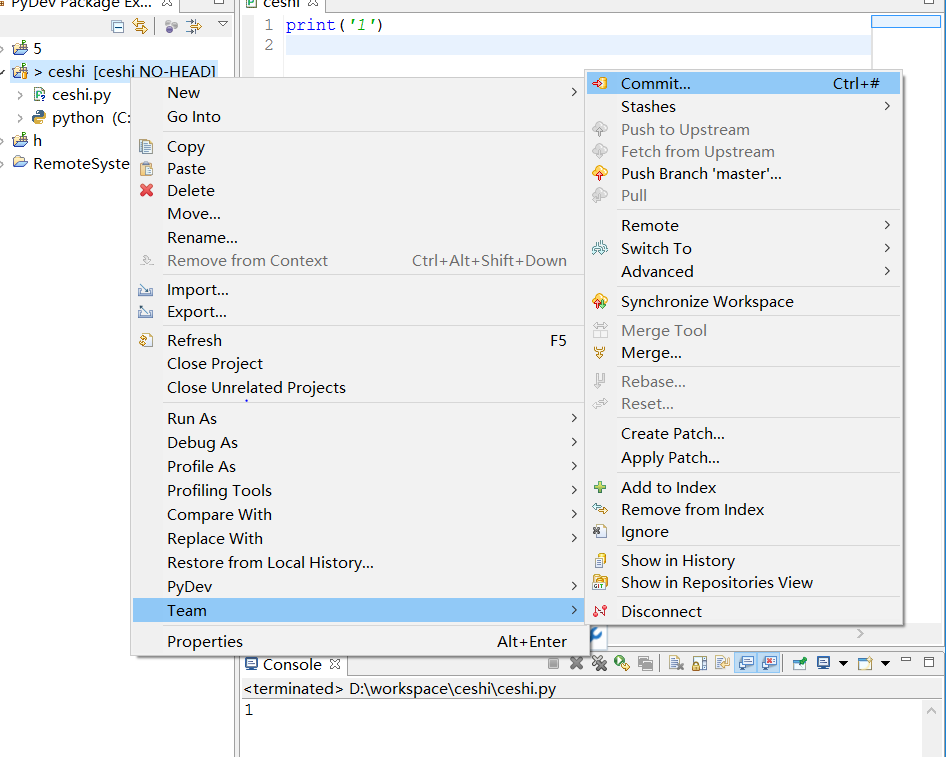 PyDev Package Ex...
ceshi
1 print('1')
2
5
> ceshi [ceshi NO-HEAD]
ceshi.py
python (C:
h
RemoteSyste
New
Go Into
Copy
Paste
Delete
Move...
Rename...
Remove from Context Ctrl+Alt+Shift+Down
Import...
Export...
Refresh F5
Close Project
Close Unrelated Projects
Run As
Debug As
Profile As
Profiling Tools
Compare With
Replace With
Restore from Local History...
PyDev
Team
Properties Alt+Enter
Commit... Ctrl+#
Stashes
Push to Upstream
Fetch from Upstream
Push Branch 'master'...
Pull
Remote
Switch To
Advanced
Synchronize Workspace
Merge Tool
Merge...
Rebase...
Reset...
Create Patch...
Apply Patch...
Add to Index
Remove from Index
Ignore
Show in History
Show in Repositories View
Disconnect
Console
<terminated> D:\workspace\ceshi\ceshi.py
1